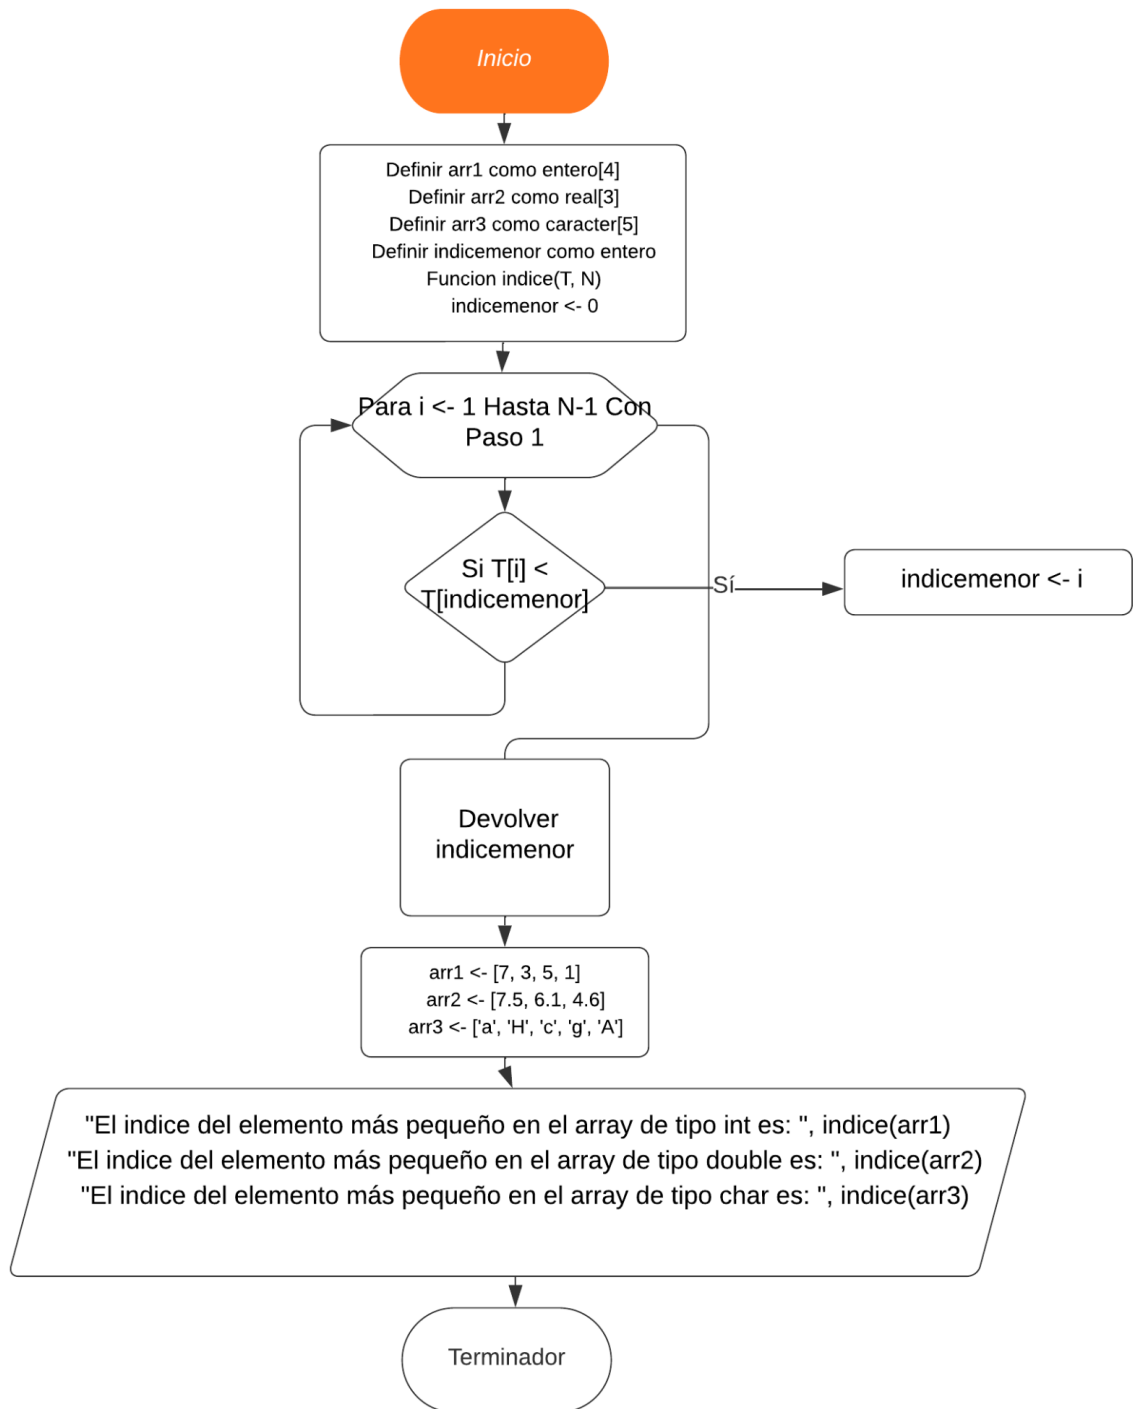 Inicio
Definir arr1 como entero[4]
Definir arr2 como real[3]
Definir arr3 como caracter[5]
Definir indicemenor como entero
Funcion indice(T, N)
indicemenor <- 0
Para i <- 1 Hasta N-1 Con
Paso 1
Si T[i] <
T[indicemenor]
Sí
indicemenor <- i
Devolver
indicemenor
arr1 <- [7, 3, 5, 1]
arr2 <- [7.5, 6.1, 4.6]
arr3 <- ['a', 'H', 'c', 'g', 'A']
"El indice del elemento más pequeño en el array de tipo int es: ", indice(arr1)
"El indice del elemento más pequeño en el array de tipo double es: ", indice(arr2)
"El indice del elemento más pequeño en el array de tipo char es: ", indice(arr3)
Terminador